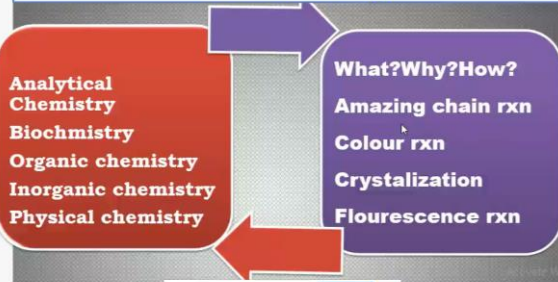 Analytical
Chemistry
Biochmistry
Organic chemistry
Inorganic chemistry
Physical chemistry
What?Why?How?
Amazing chain rxn
Colour rxn
Crystalization
Flourescence rxn